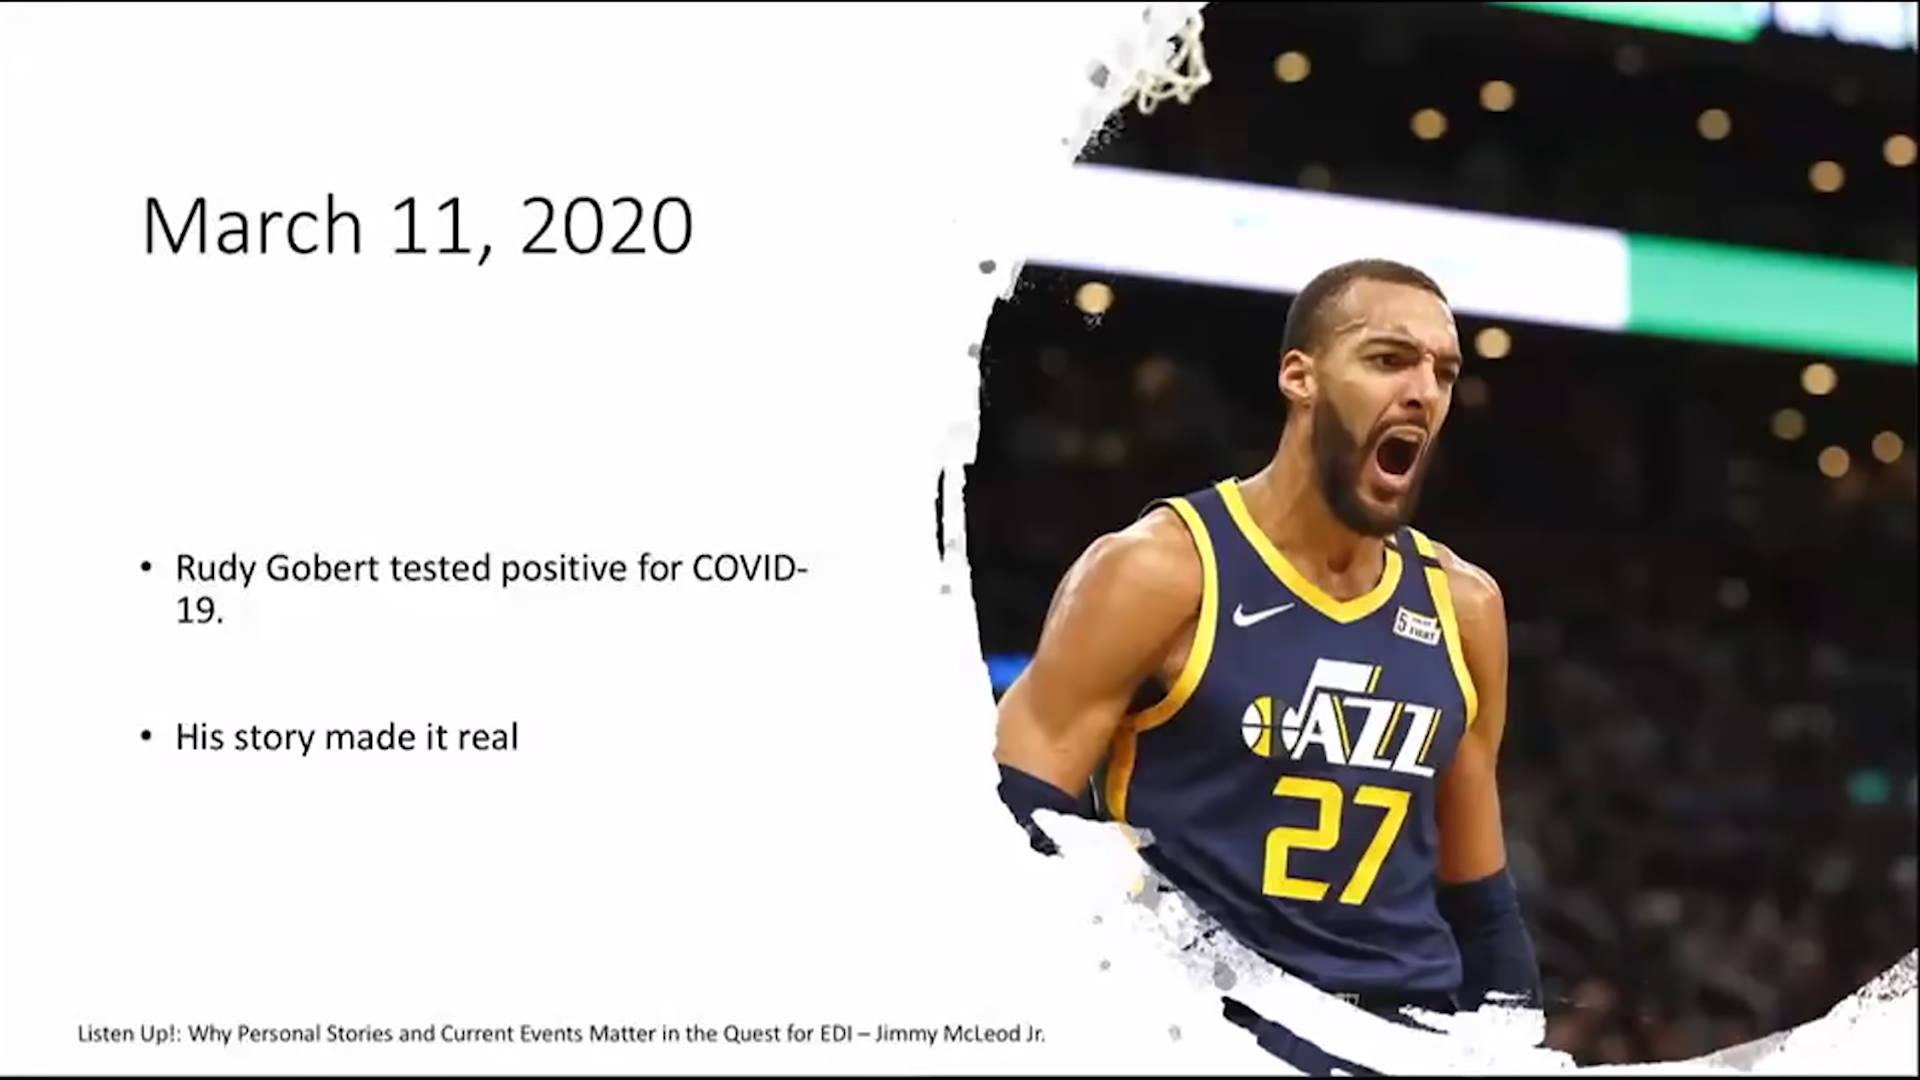 March 11, 2020
• Rudy Gobert tested positive for COVID-
19.
• His story made it real
JAZZ
27
Listen Up!: Why Personal Stories and Current Events Matter in the Quest for EDI – Jimmy McLeod Jr.